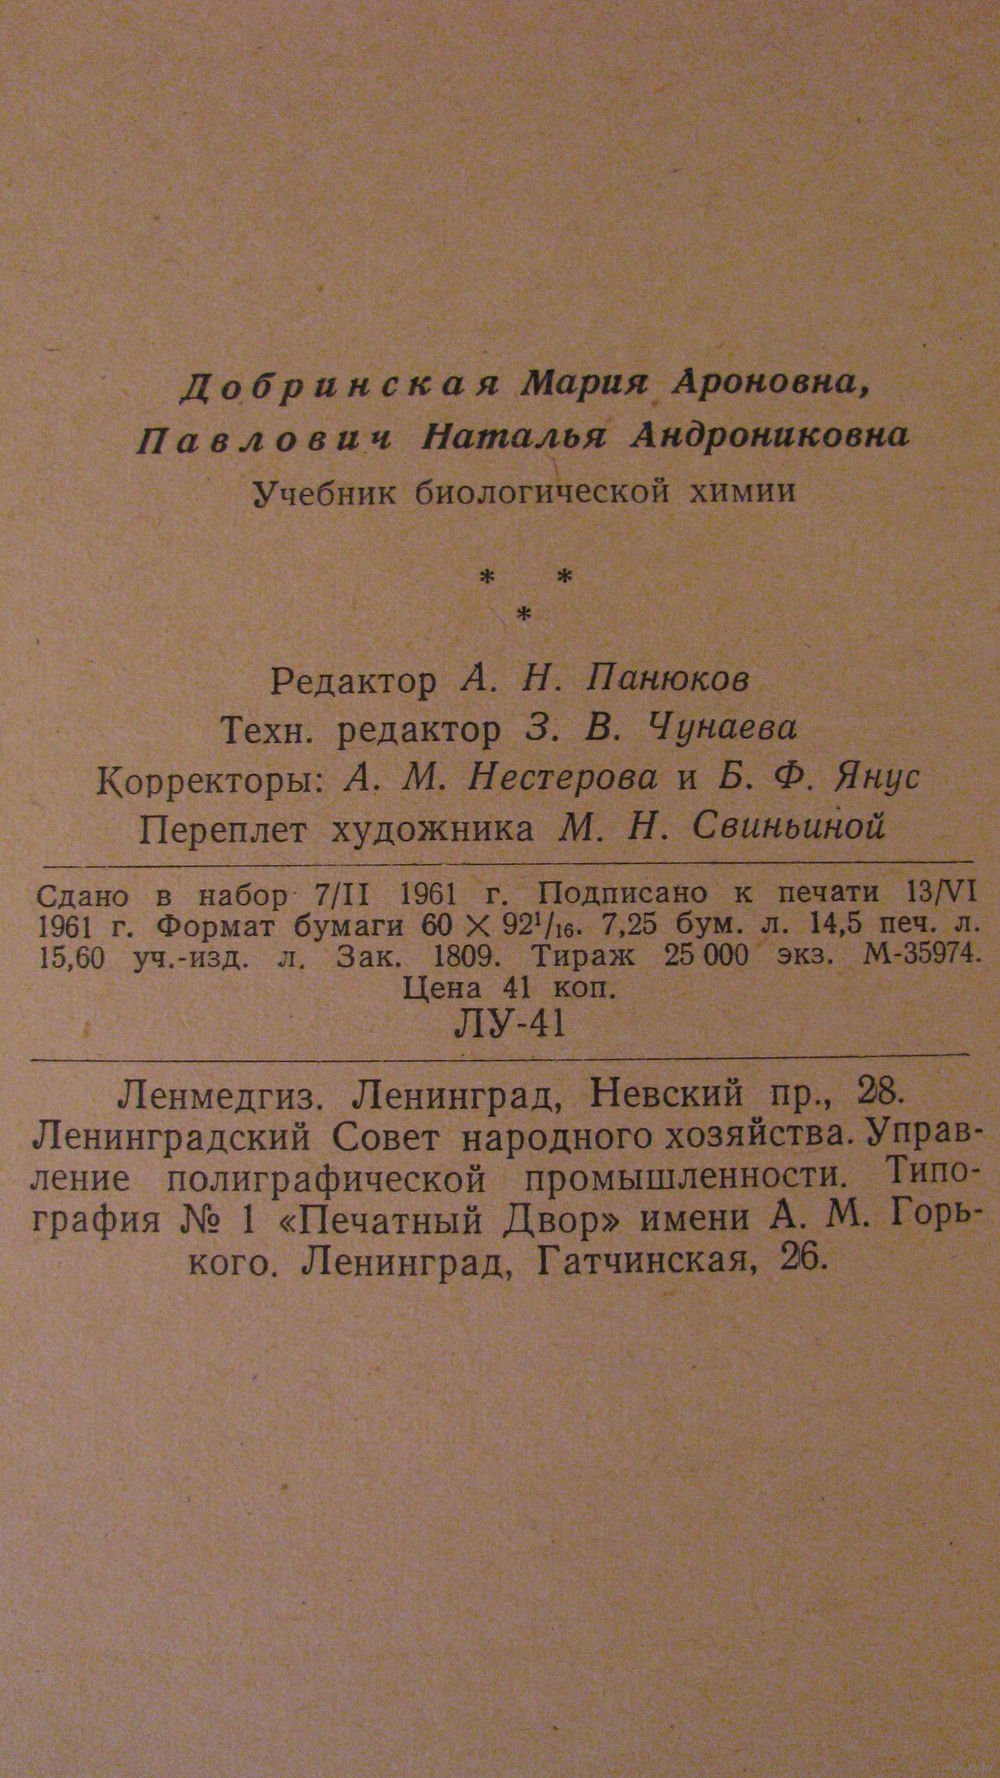 Добринская Мария Ароновна,
Павлович Наталья Андрониковна
Учебник биологической химии
* *
*
Редактор А. Н. Панюков
Техн. редактор З. В. Чунаева
Корректоры: А. М. Нестерова и Б. Ф. Янус
Переплет художника М. Н. Свиньиной
Сдано в набор 7/II 1961 г. Подписано к печати 13/VI
1961 г. Формат бумаги 60 × 92¹/₁₆. 7,25 бум. л. 14,5 печ. л.
15,60 уч.-изд. л. Зак. 1809. Тираж 25 000 экз. М-35974.
Цена 41 коп.
ЛУ-41
Ленмедгиз. Ленинград, Невский пр., 28.
Ленинградский Совет народного хозяйства. Управ-
ление полиграфической промышленности. Типо-
графия № 1 «Печатный Двор» имени А. М. Горь-
кого. Ленинград, Гатчинская, 26.